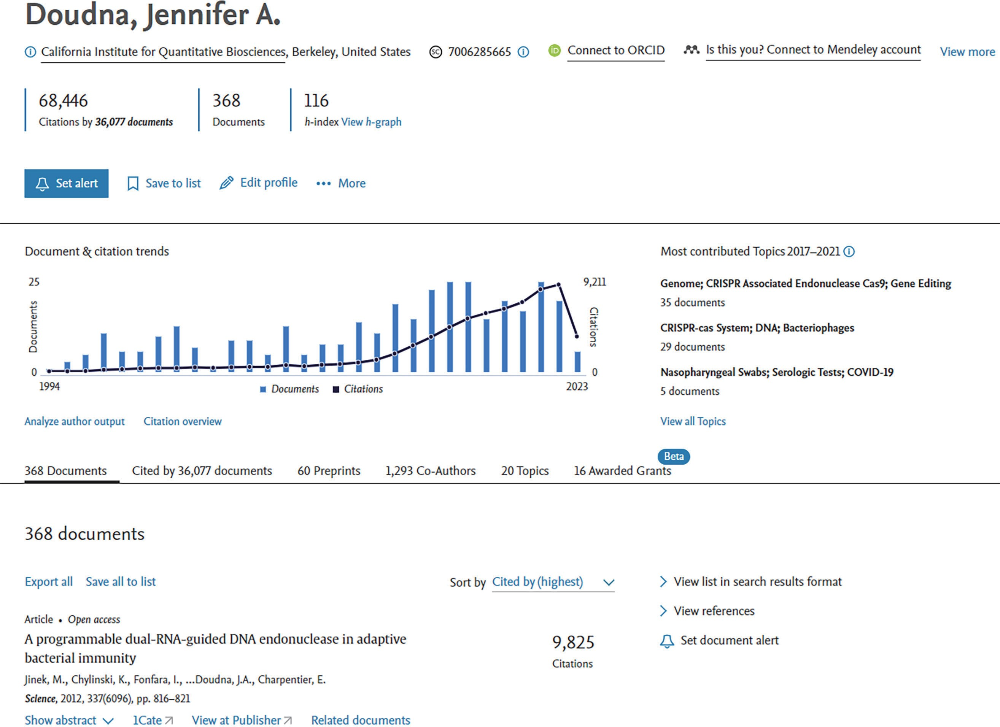 Doudna, Jennifer A.
California Institute for Quantitative Biosciences, Berkeley, United States SC 7006285665 iD Connect to ORCID Is this you? Connect to Mendeley account View more
68,446 368 116
Citations by 36,077 documents Documents h-index View h-graph
Set alert Save to list Edit profile More
Document & citation trends
25 9,211
Documents
Citations
0 0
1994 2023
Documents Citations
Analyze author output Citation overview
Most contributed Topics 2017–2021
Genome; CRISPR Associated Endonuclease Cas9; Gene Editing
35 documents
CRISPR-cas System; DNA; Bacteriophages
29 documents
Nasopharyngeal Swabs; Serologic Tests; COVID-19
5 documents
View all Topics
Beta
368 Documents Cited by 36,077 documents 60 Preprints 1,293 Co-Authors 20 Topics 16 Awarded Grants
368 documents
Export all Save all to list Sort by Cited by (highest)
View list in search results format
View references
Set document alert
Article • Open access
A programmable dual-RNA-guided DNA endonuclease in adaptive
bacterial immunity
9,825
Citations
Jinek, M., Chylinski, K., Fonfara, I., ...Doudna, J.A., Charpentier, E.
Science, 2012, 337(6096), pp. 816–821
Show abstract 1Cate View at Publisher Related documents